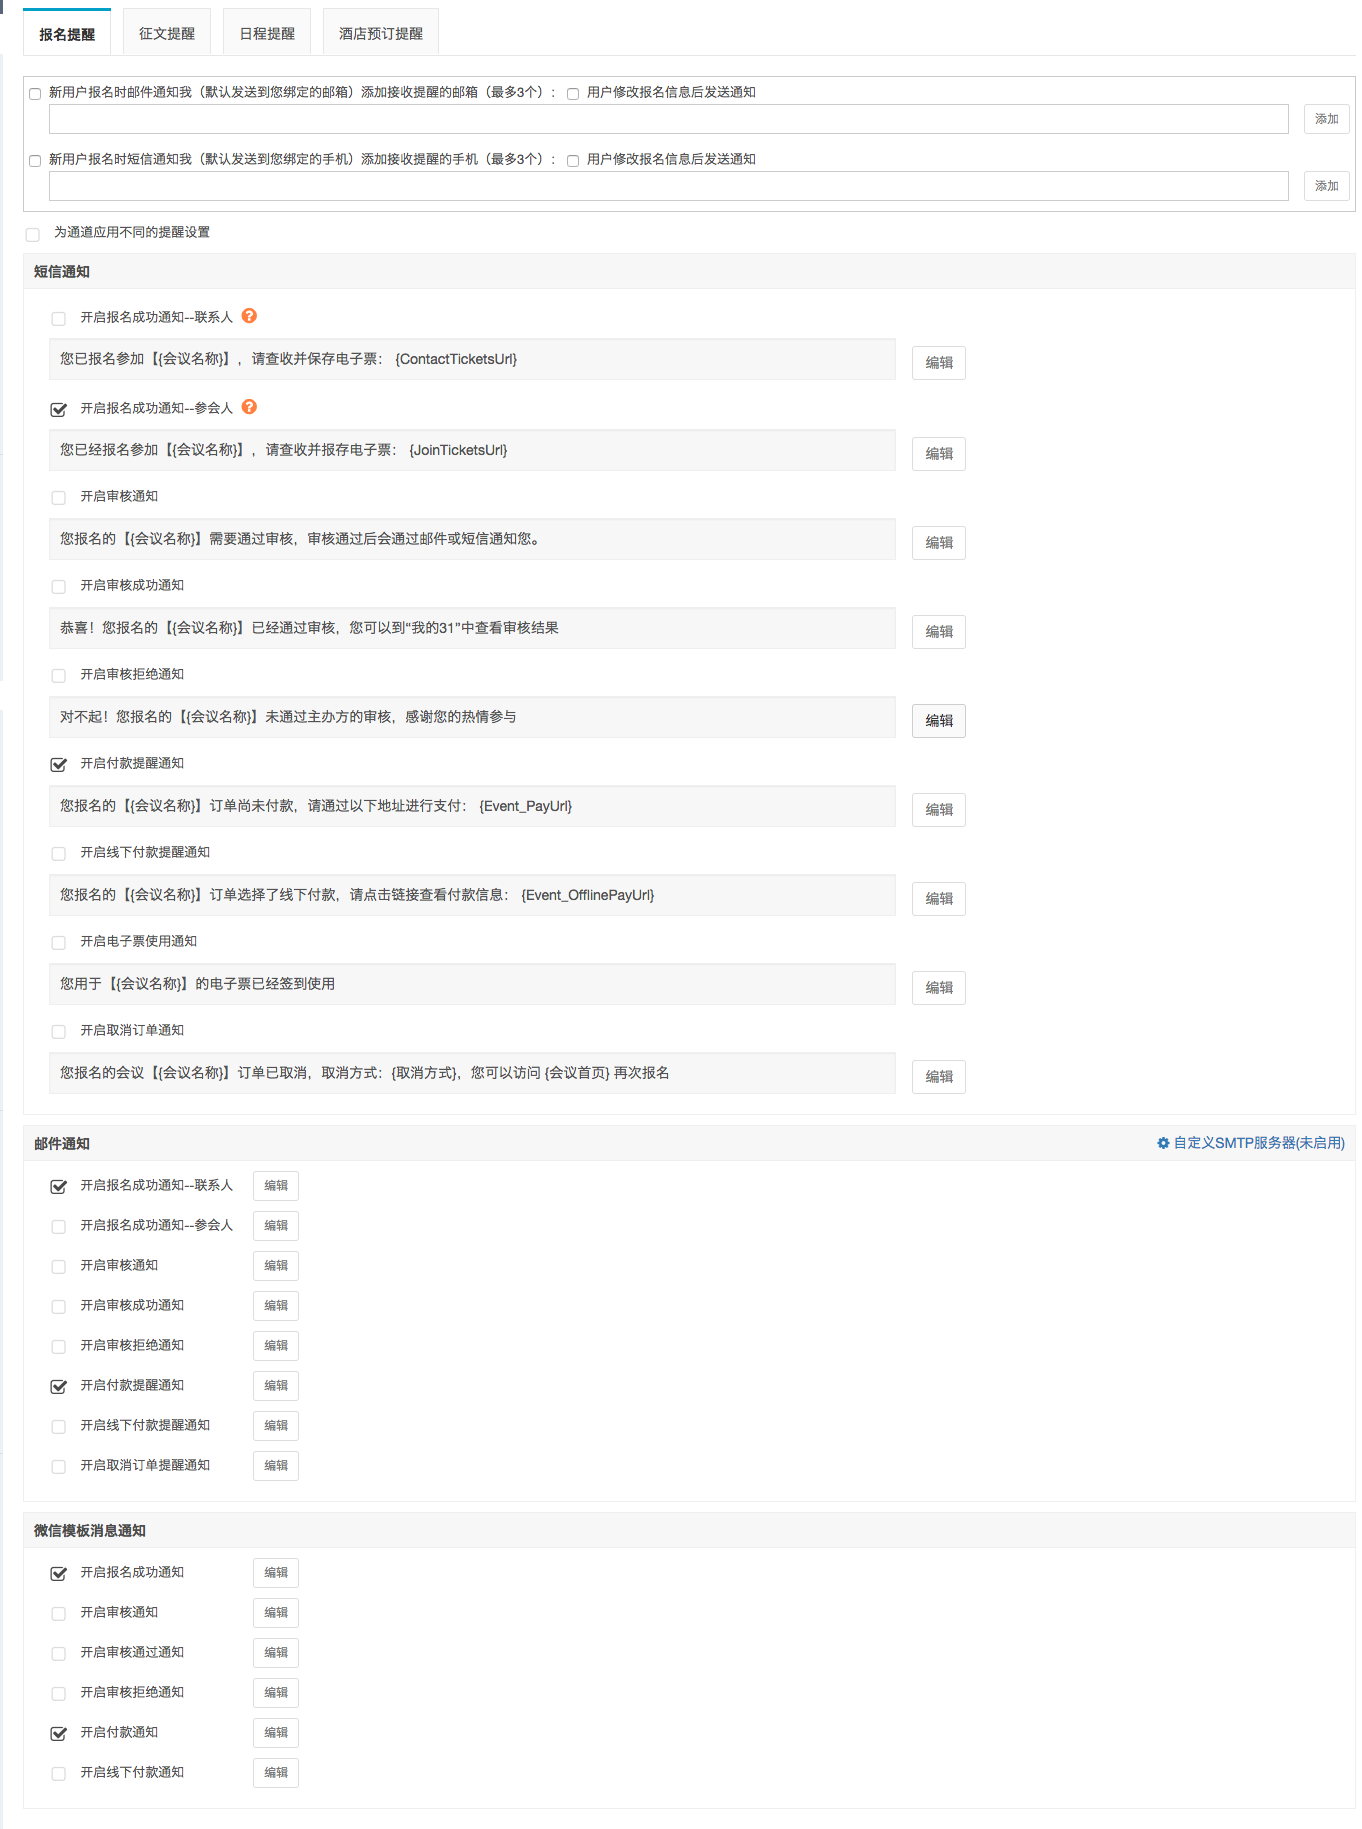 报名提醒 征文提醒 日程提醒 酒店预订提醒
新用户报名时邮件通知我（默认发送到您绑定的邮箱）添加接收提醒的邮箱（最多3个）： 用户修改报名信息后发送通知
添加
新用户报名时短信通知我（默认发送到您绑定的手机）添加接收提醒的手机（最多3个）： 用户修改报名信息后发送通知
添加
为通道应用不同的提醒设置
短信通知
开启报名成功通知--联系人 ?
您已报名参加【{会议名称}】，请查收并保存电子票： {ContactTicketsUrl} 编辑
开启报名成功通知--参会人 ?
您已经报名参加【{会议名称}】，请查收并报存电子票： {JoinTicketsUrl} 编辑
开启审核通知
您报名的【{会议名称}】需要通过审核，审核通过后会通过邮件或短信通知您。 编辑
开启审核成功通知
恭喜！您报名的【{会议名称}】已经通过审核，您可以到“我的31”中查看审核结果 编辑
开启审核拒绝通知
对不起！您报名的【{会议名称}】未通过主办方的审核，感谢您的热情参与 编辑
开启付款提醒通知
您报名的【{会议名称}】订单尚未付款，请通过以下地址进行支付： {Event_PayUrl} 编辑
开启线下付款提醒通知
您报名的【{会议名称}】订单选择了线下付款，请点击链接查看付款信息： {Event_OfflinePayUrl} 编辑
开启电子票使用通知
您用于【{会议名称}】的电子票已经签到使用 编辑
开启取消订单通知
您报名的会议【{会议名称}】订单已取消，取消方式：{取消方式}，您可以访问 {会议首页} 再次报名 编辑
邮件通知 自定义SMTP服务器(未启用)
开启报名成功通知--联系人 编辑
开启报名成功通知--参会人 编辑
开启审核通知 编辑
开启审核成功通知 编辑
开启审核拒绝通知 编辑
开启付款提醒通知 编辑
开启线下付款提醒通知 编辑
开启取消订单提醒通知 编辑
微信模板消息通知
开启报名成功通知 编辑
开启审核通知 编辑
开启审核通过通知 编辑
开启审核拒绝通知 编辑
开启付款通知 编辑
开启线下付款通知 编辑